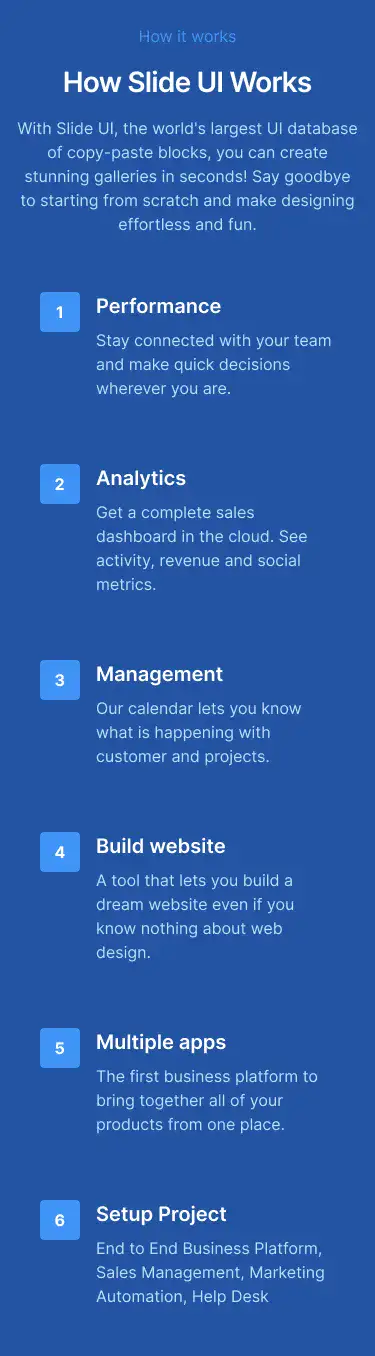 How it works
How Slide UI Works
With Slide UI, the world's largest UI database
of copy-paste blocks, you can create
stunning galleries in seconds! Say goodbye
to starting from scratch and make designing
effortless and fun.
1
Performance
Stay connected with your team
and make quick decisions
wherever you are.
2
Analytics
Get a complete sales
dashboard in the cloud. See
activity, revenue and social
metrics.
3
Management
Our calendar lets you know
what is happening with
customer and projects.
4
Build website
A tool that lets you build a
dream website even if you
know nothing about web
design.
5
Multiple apps
The first business platform to
bring together all of your
products from one place.
6
Setup Project
End to End Business Platform,
Sales Management, Marketing
Automation, Help Desk